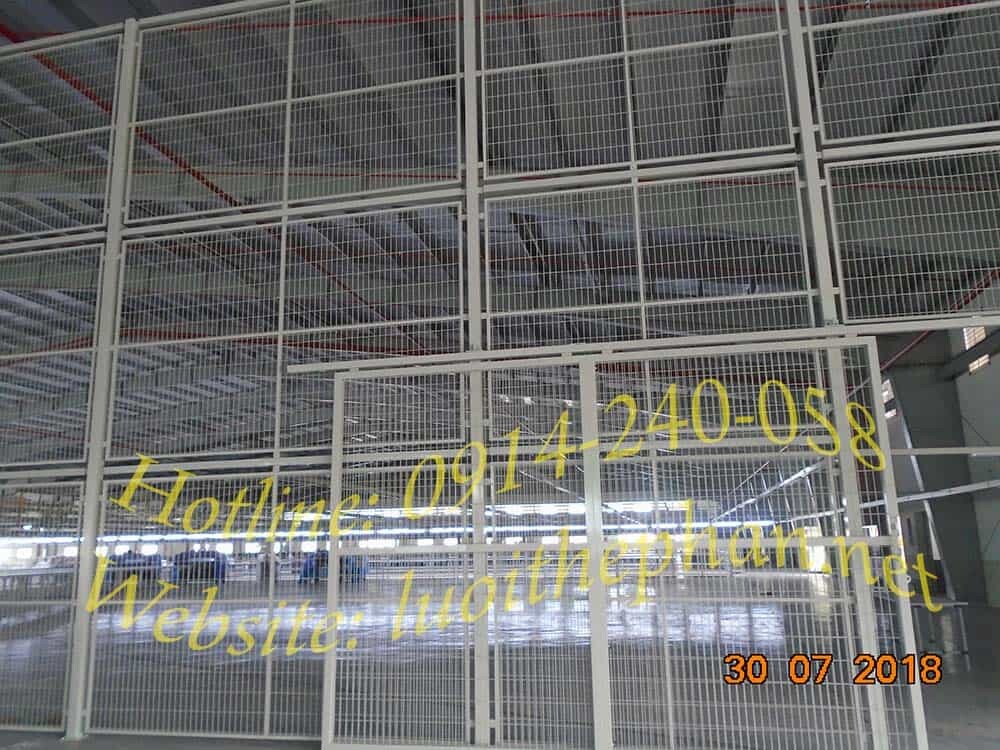 Hotline: 0914-240-058
Website: luoithephan.net
30 07 2018